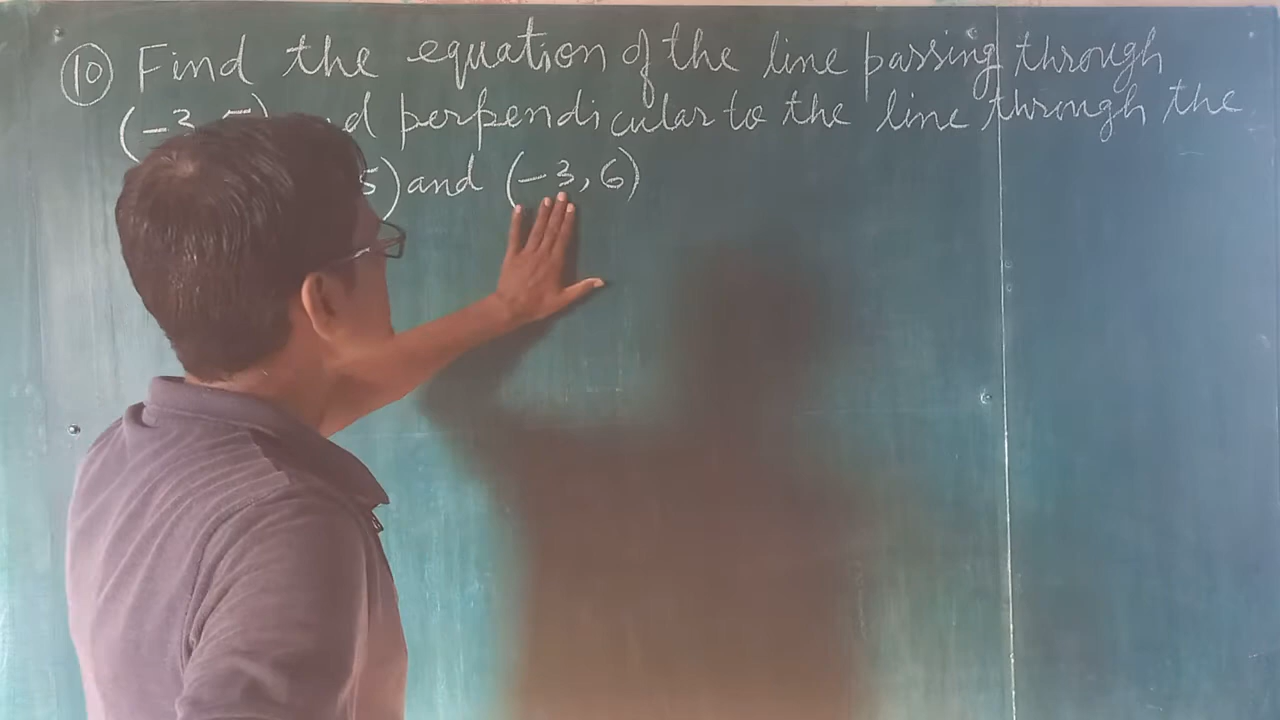 ⑩ Find the equation of the line passing through
(-3, 5) perpendicular to the line through the
5) and (-3, 6)